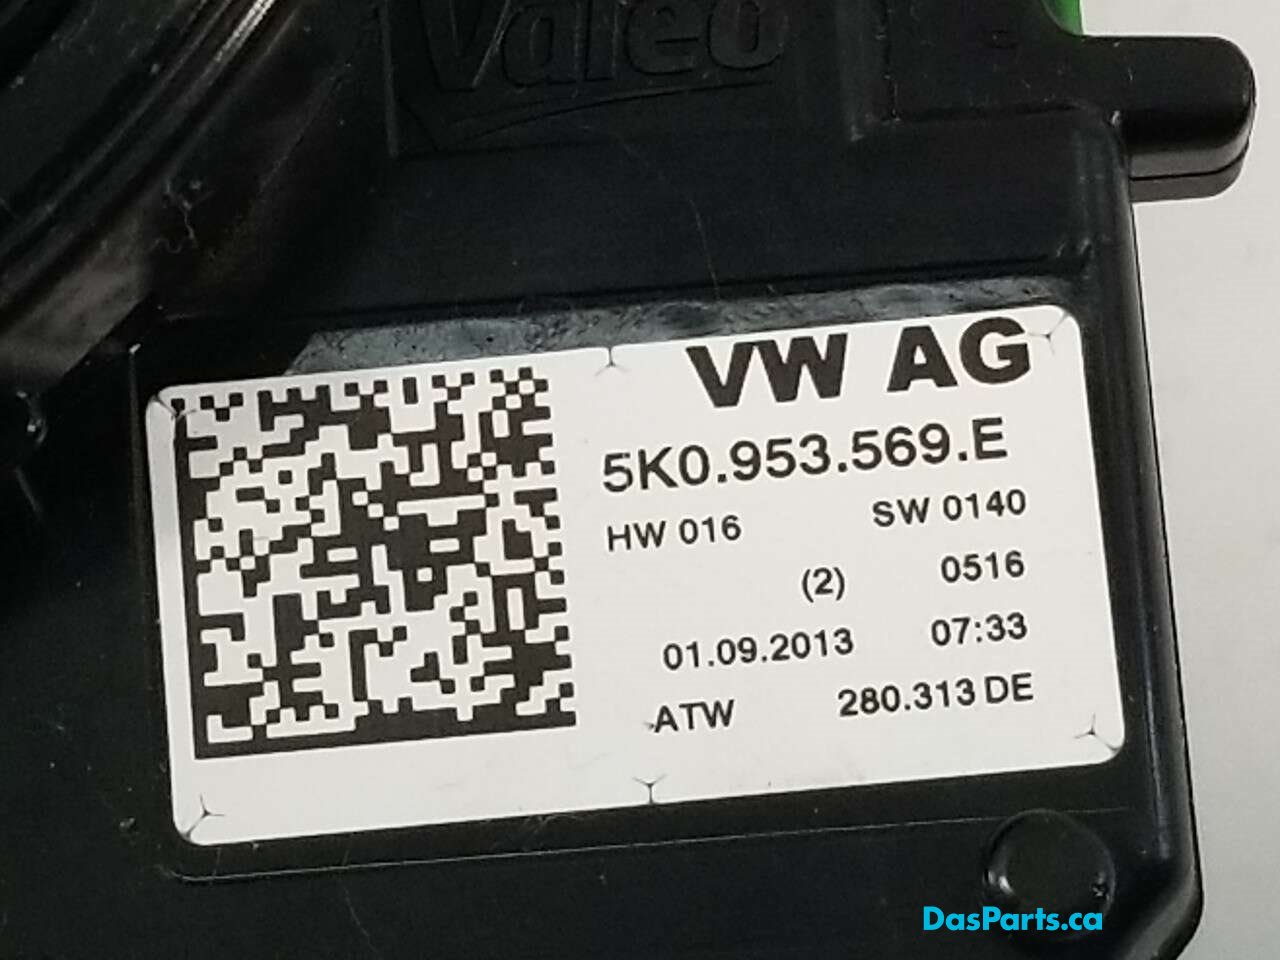 Valeo
VW AG
5K0.953.569.E
HW 016 SW 0140
(2) 0516
01.09.2013 07:33
ATW 280.313 DE
DasParts.ca